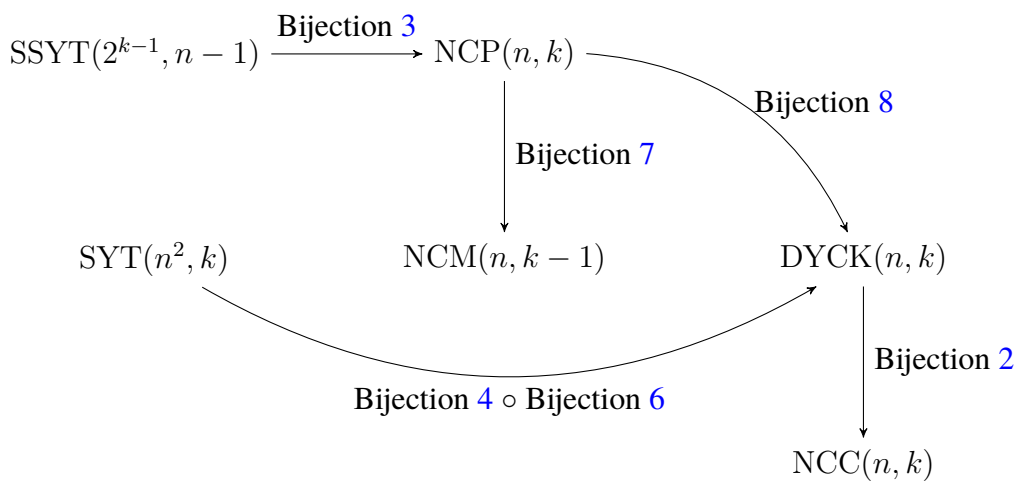 Bijection 3
SSYT(2^{k−1}, n − 1)
NCP(n, k)
Bijection 8
Bijection 7
SYT(n^2, k)
NCM(n, k − 1)
DYCK(n, k)
Bijection 2
Bijection 4 ∘ Bijection 6
NCC(n, k)